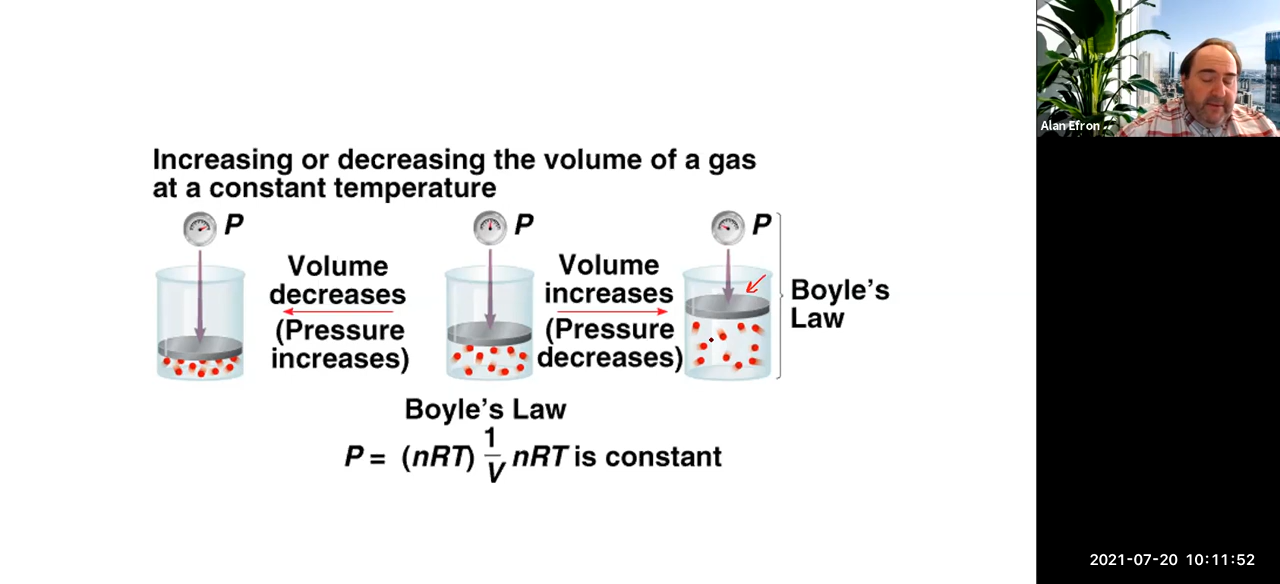 Increasing or decreasing the volume of a gas
at a constant temperature
P
P
P
Volume
decreases
(Pressure
increases)
Volume
increases
(Pressure
decreases)
Boyle's
Law
Boyle's Law
P = (nRT) 1/V nRT is constant
Alan Efron
2021-07-20 10:11:52